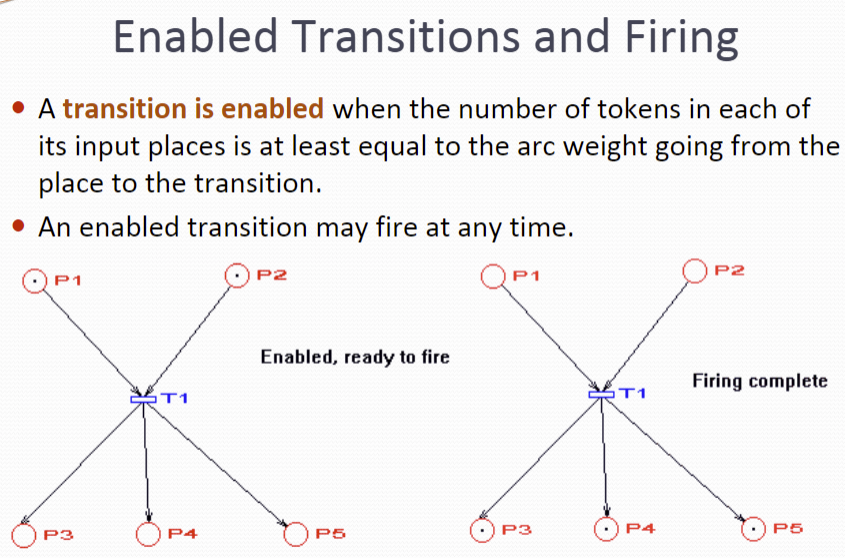 Enabled Transitions and Firing
• A transition is enabled when the number of tokens in each of
its input places is at least equal to the arc weight going from the
place to the transition.
• An enabled transition may fire at any time.
P1
P2
Enabled, ready to fire
T1
P3
P4
P5
P1
P2
Firing complete
T1
P3
P4
P5